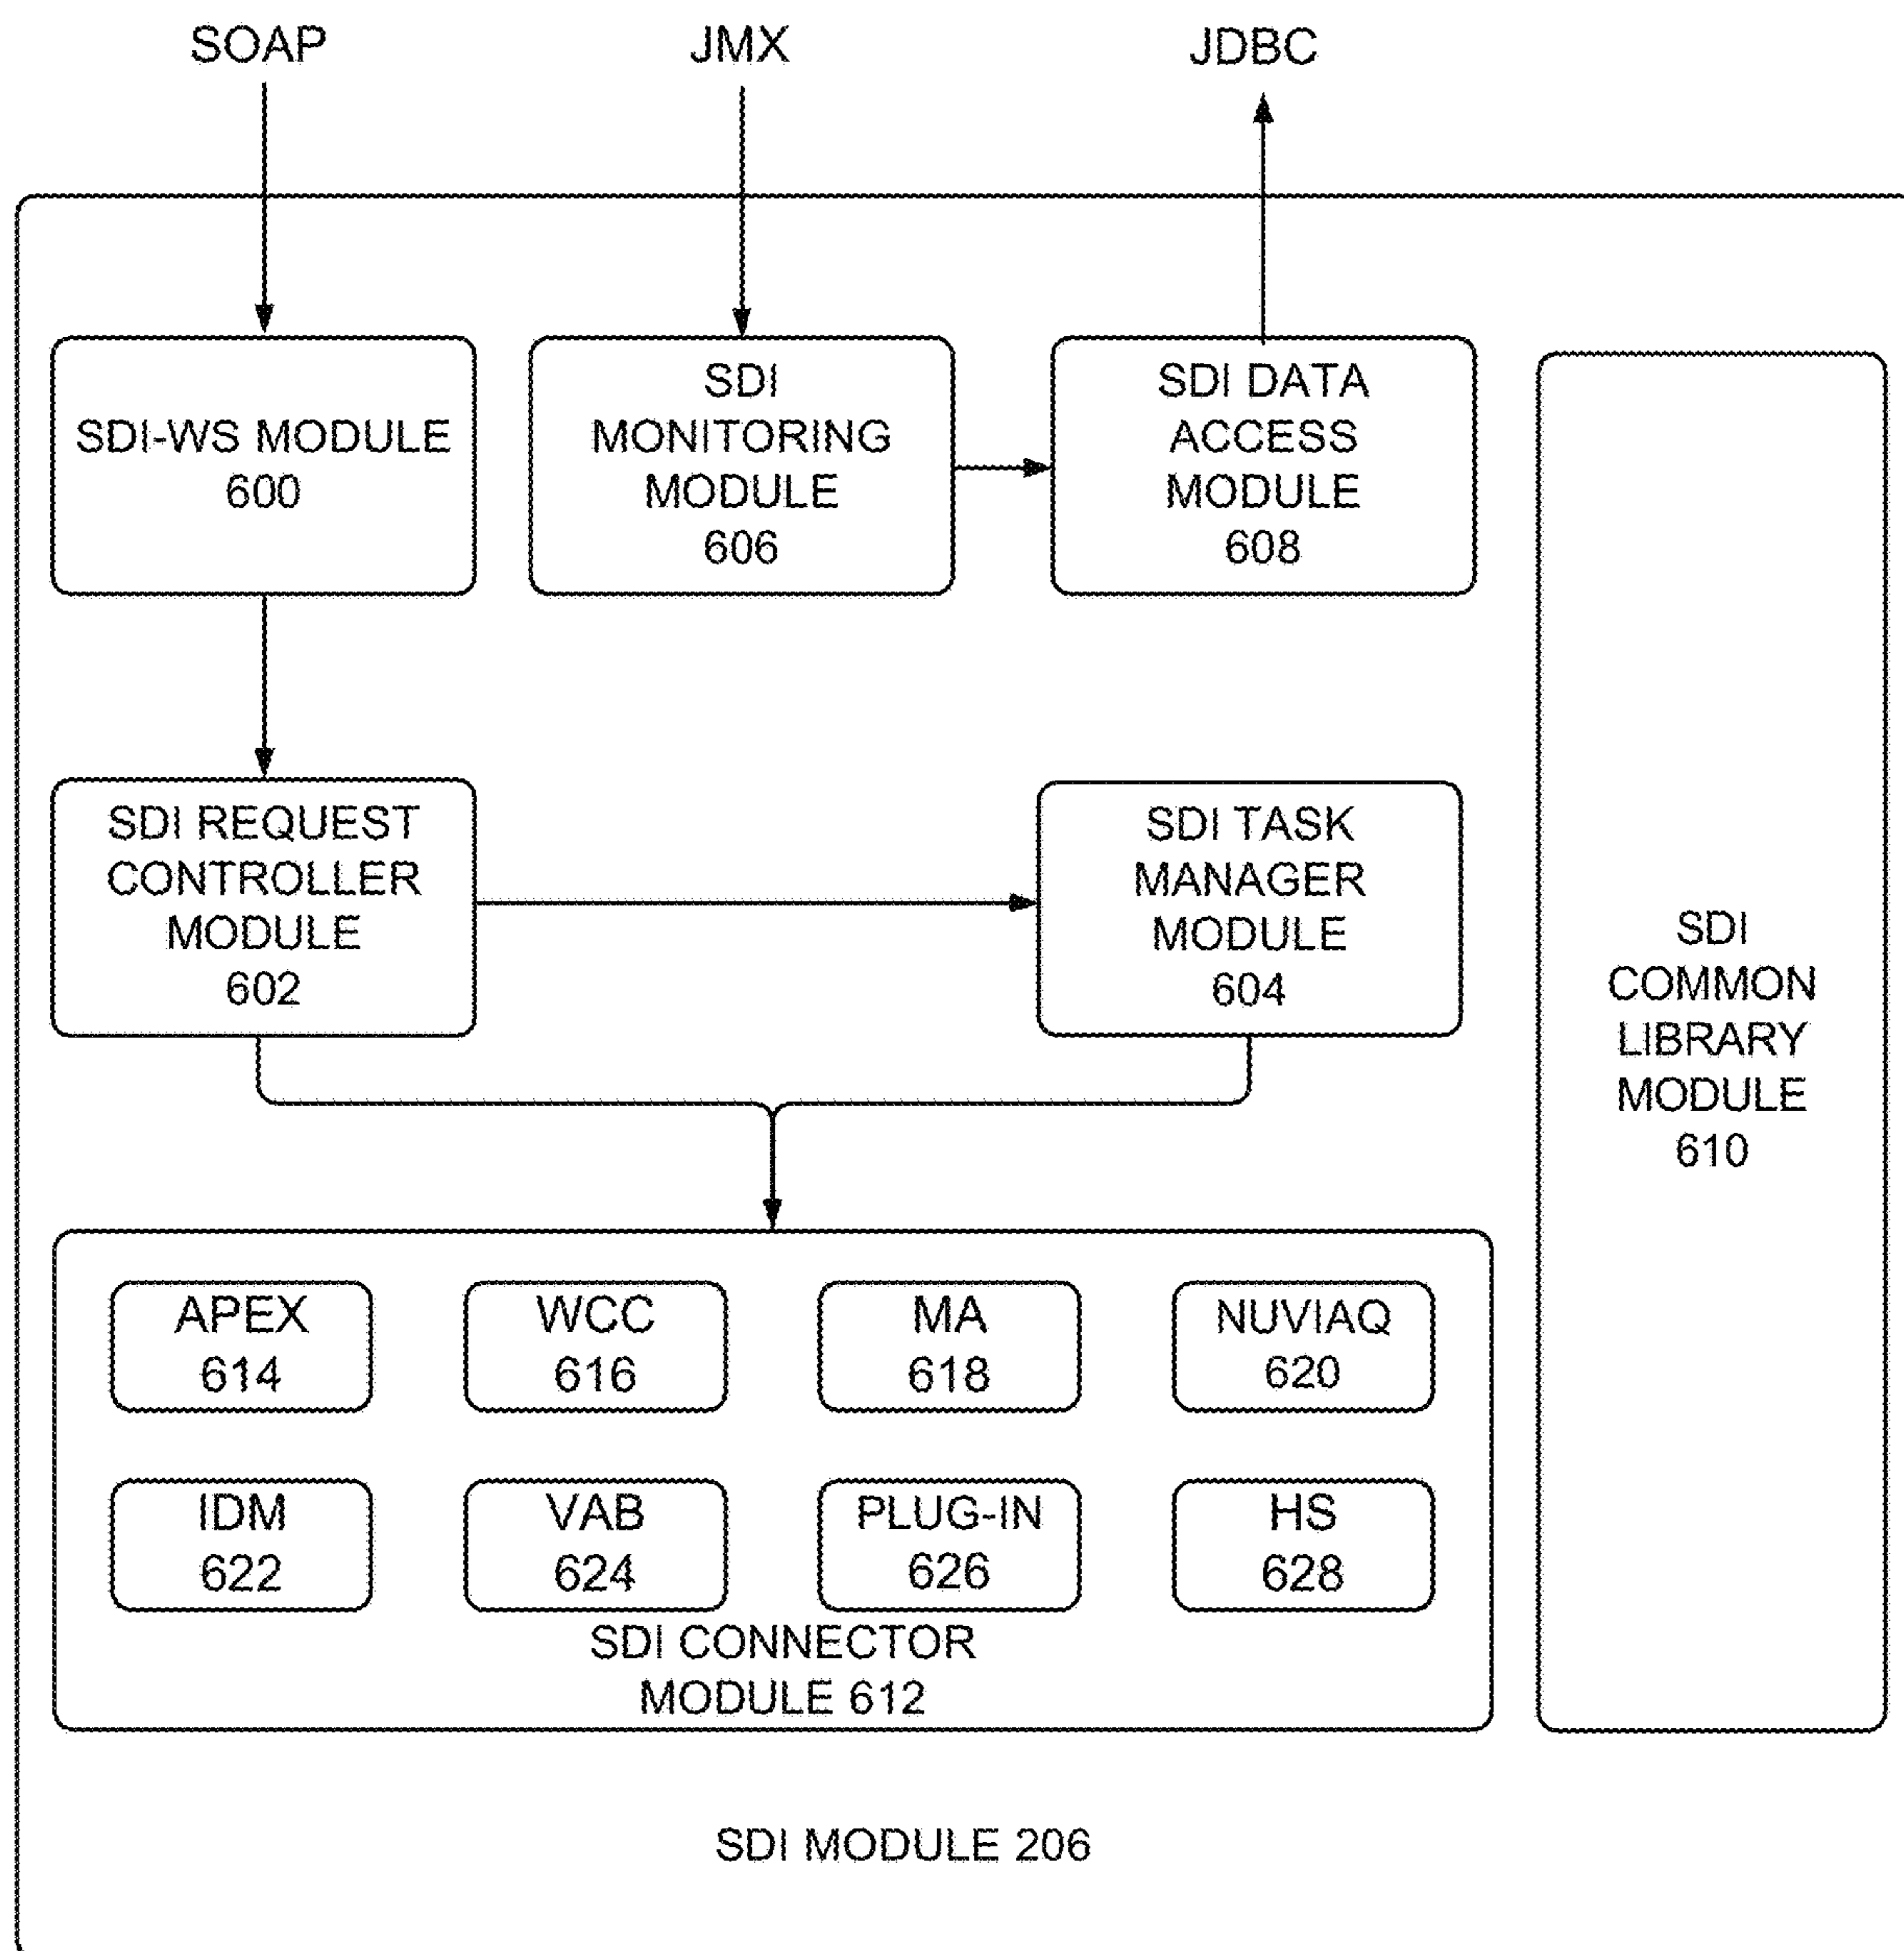 SOAP
JMX
JDBC
SDI-WS MODULE
600
SDI
MONITORING
MODULE
606
SDI DATA
ACCESS
MODULE
608
SDI REQUEST
CONTROLLER
MODULE
602
SDI TASK
MANAGER
MODULE
604
SDI
COMMON
LIBRARY
MODULE
610
APEX
614
WCC
616
MA
618
NUVIAQ
620
IDM
622
VAB
624
PLUG-IN
626
HS
628
SDI CONNECTOR
MODULE 612
SDI MODULE 206